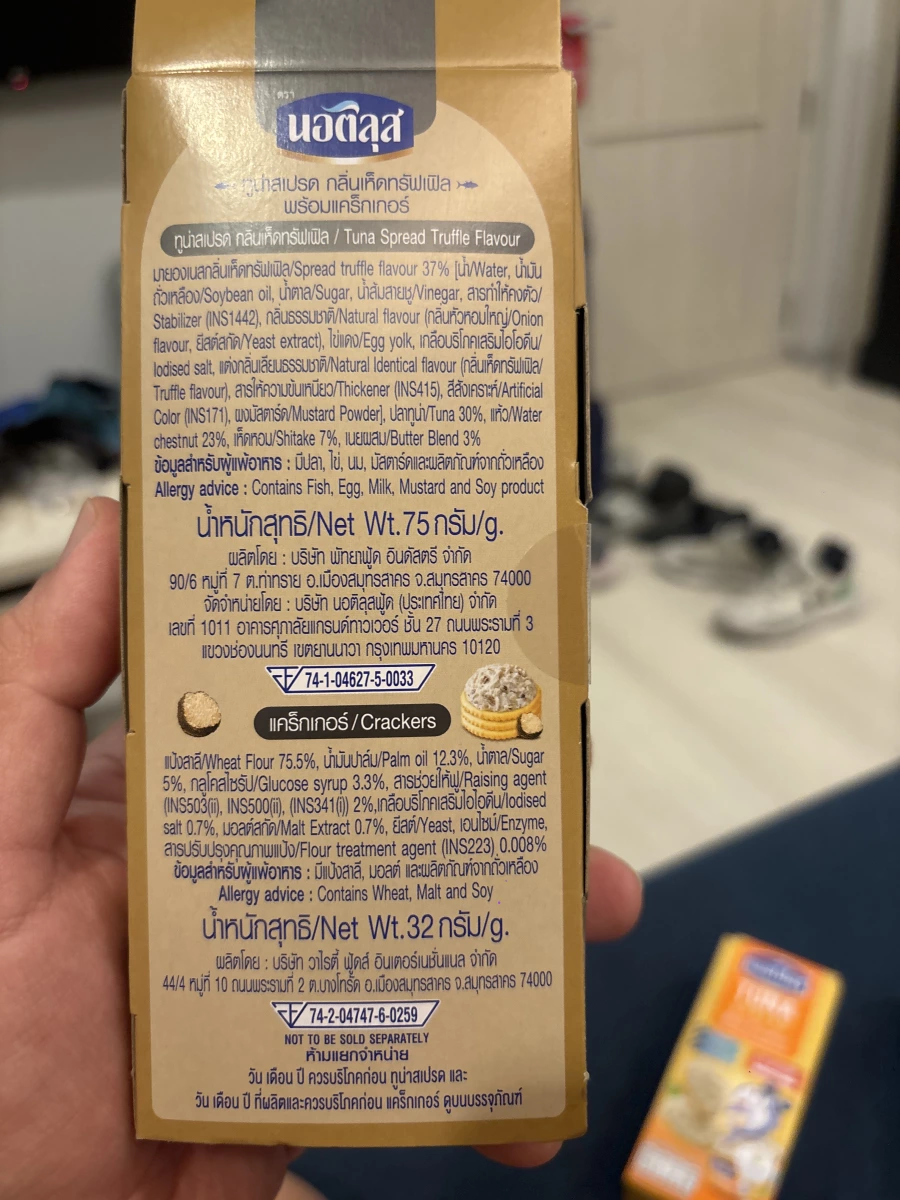 ตรา
นอติลุส
ทูน่าสเปรด กลิ่นเห็ดทรัฟเฟิล
พร้อมแคร็กเกอร์
ทูน่าสเปรด กลิ่นเห็ดทรัฟเฟิล / Tuna Spread Truffle Flavour
มายองเนสกลิ่นเห็ดทรัฟเฟิล/Spread truffle flavour 37% [น้ำ/Water, น้ำมัน
ถั่วเหลือง/Soybean oil, น้ำตาล/Sugar, น้ำส้มสายชู/Vinegar, สารทำให้คงตัว/
Stabilizer (INS1442), กลิ่นธรรมชาติ/Natural flavour (กลิ่นหัวหอมใหญ่/Onion
flavour, ยีสต์สกัด/Yeast extract), ไข่แดง/Egg yolk, เกลือบริโภคเสริมไอโอดีน/
Iodised salt, แต่งกลิ่นเลียนธรรมชาติ/Natural Identical flavour (กลิ่นเห็ดทรัฟเฟิล/
Truffle flavour), สารให้ความข้นเหนียว/Thickener (INS415), สีสังเคราะห์/Artificial
Color (INS171), ผงมัสตาร์ด/Mustard Powder], ปลาทูน่า/Tuna 30%, แห้ว/Water
chestnut 23%, เห็ดหอม/Shitake 7%, เนยผสม/Butter Blend 3%
ข้อมูลสำหรับผู้แพ้อาหาร : มีปลา, ไข่, นม, มัสตาร์ดและผลิตภัณฑ์จากถั่วเหลือง
Allergy advice : Contains Fish, Egg, Milk, Mustard and Soy product
น้ำหนักสุทธิ/Net Wt.75 กรัม/g.
ผลิตโดย : บริษัท พัทยาฟู้ด อินดัสตรี จำกัด
90/6 หมู่ที่ 7 ต.ท่าทราย อ.เมืองสมุทรสาคร จ.สมุทรสาคร 74000
จัดจำหน่ายโดย : บริษัท นอติลุสฟู้ด (ประเทศไทย) จำกัด
เลขที่ 1011 อาคารศุภาลัยแกรนด์ทาวเวอร์ ชั้น 27 ถนนพระรามที่ 3
แขวงช่องนนทรี เขตยานนาวา กรุงเทพมหานคร 10120
74-1-04627-5-0033
แคร็กเกอร์/Crackers
แป้งสาลี/Wheat Flour 75.5%, น้ำมันปาล์ม/Palm oil 12.3%, น้ำตาล/Sugar
5%, กลูโคสไซรัป/Glucose syrup 3.3%, สารช่วยให้ฟู/Raising agent
(INS503(ii), INS500(ii), (INS341(i)) 2%,เกลือบริโภคเสริมไอโอดีน/Iodised
salt 0.7%, มอลต์สกัด/Malt Extract 0.7%, ยีสต์/Yeast, เอนไซม์/Enzyme,
สารปรับปรุงคุณภาพแป้ง/Flour treatment agent (INS223) 0.008%
ข้อมูลสำหรับผู้แพ้อาหาร : มีแป้งสาลี, มอลต์ และผลิตภัณฑ์จากถั่วเหลือง
Allergy advice : Contains Wheat, Malt and Soy
น้ำหนักสุทธิ/Net Wt.32 กรัม/g.
ผลิตโดย : บริษัท วาไรตี้ ฟูดส์ อินเตอร์เนชั่นแนล จำกัด
44/4 หมู่ที่ 10 ถนนพระรามที่ 2 ต.บางโทรัด อ.เมืองสมุทรสาคร จ.สมุทรสาคร 74000
74-2-04747-6-0259
NOT TO BE SOLD SEPARATELY
ห้ามแยกจำหน่าย
วัน เดือน ปี ควรบริโภคก่อน ทูน่าสเปรด และ
วัน เดือน ปี ที่ผลิตและควรบริโภคก่อน แคร็กเกอร์ ดูบนบรรจุภัณฑ์
TUNA